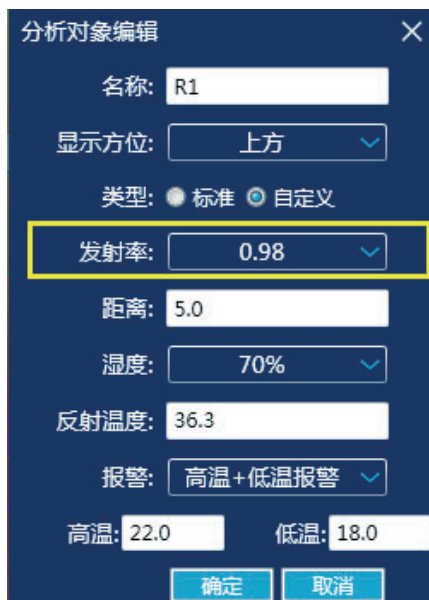 分析对象编辑
名称: R1
显示方位: 上方
类型: 标准 自定义
发射率: 0.98
距离: 5.0
湿度: 70%
反射温度: 36.3
报警: 高温+低温报警
高温: 22.0 低温: 18.0
确定 取消